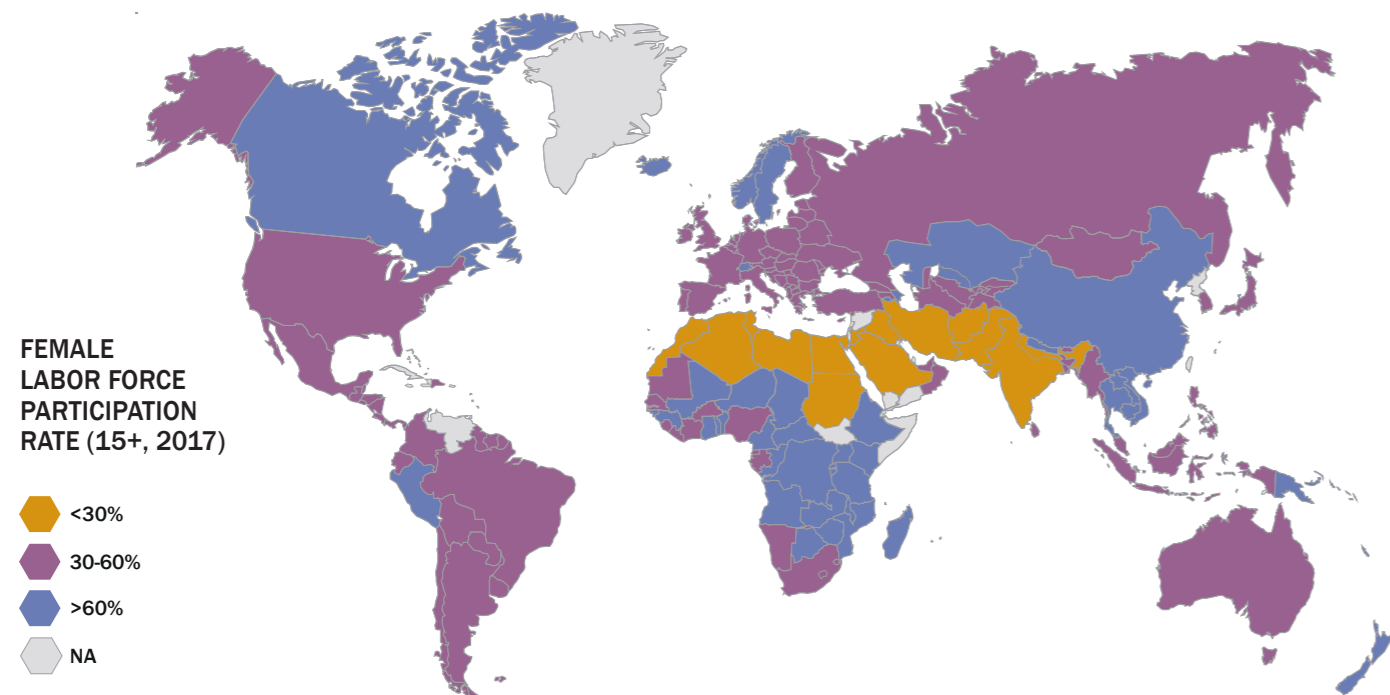 FEMALE
LABOR FORCE
PARTICIPATION
RATE (15+, 2017)
<30%
30-60%
>60%
NA